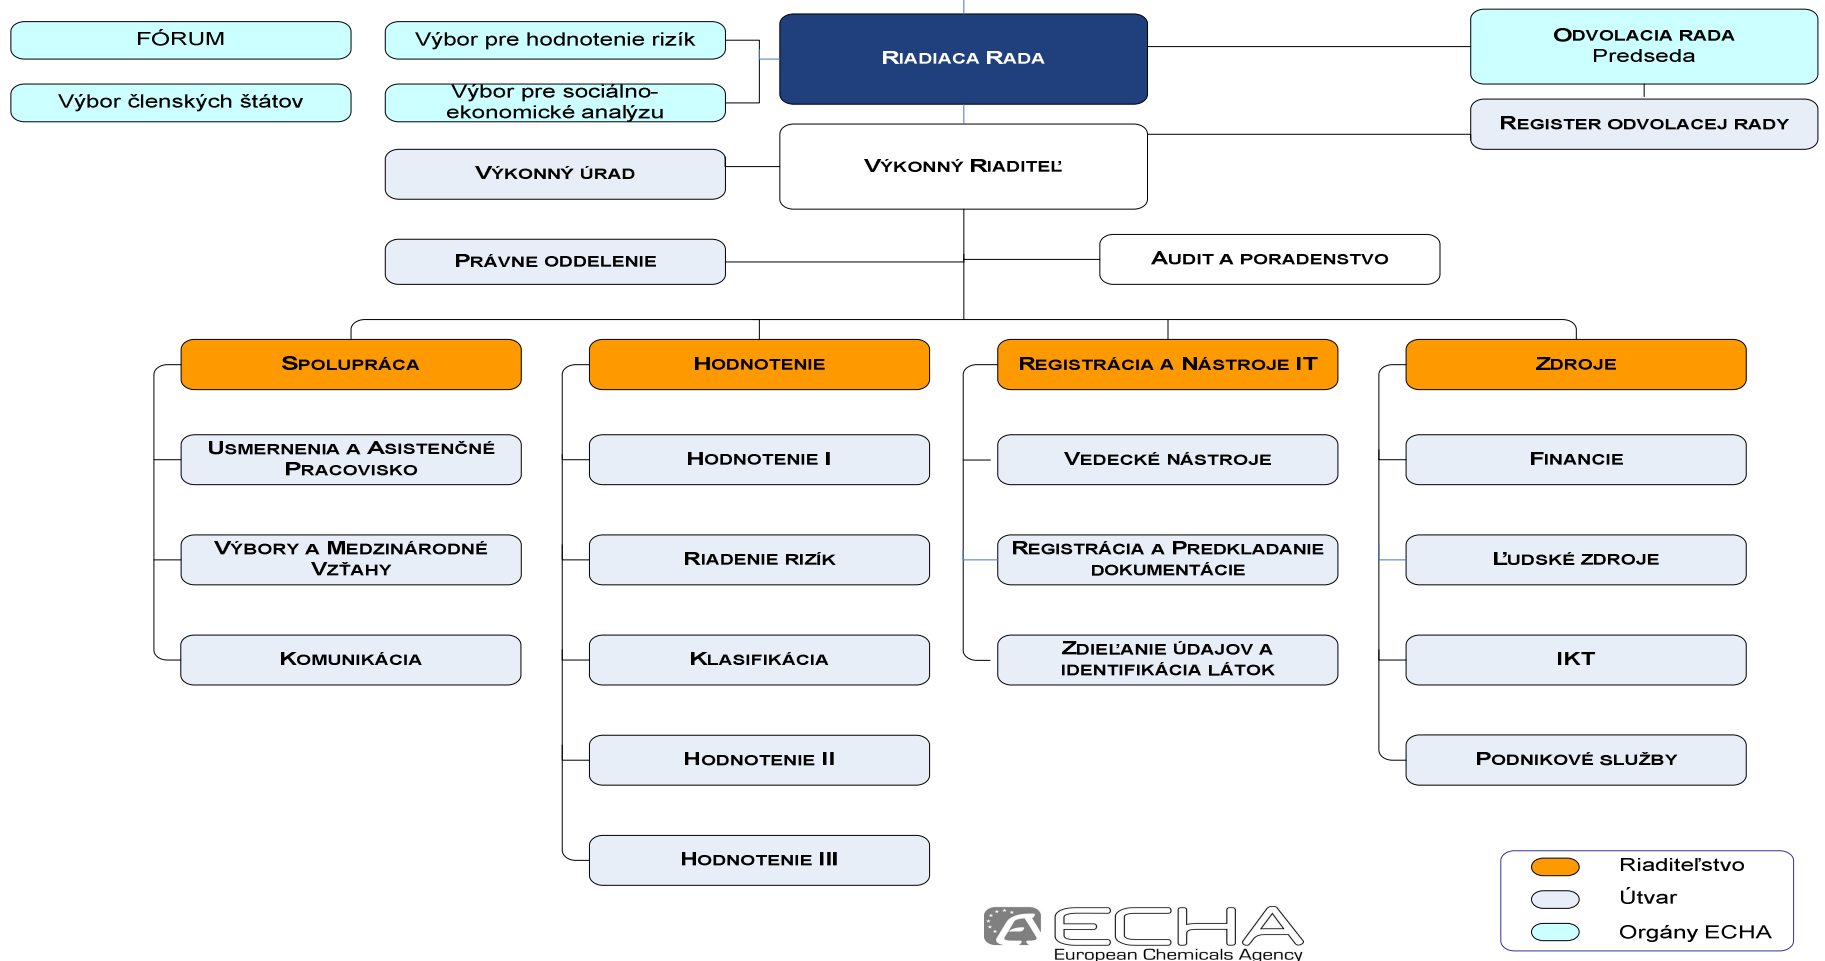 FÓRUM
Výbor členských štátov
Výbor pre hodnotenie rizík
Výbor pre sociálno-
ekonomické analýzu
RIADIACA RADA
ODVOLACIA RADA
Predseda
REGISTER ODVOLACEJ RADY
VÝKONNÝ RIADITEĽ
VÝKONNÝ ÚRAD
PRÁVNE ODDELENIE
AUDIT A PORADENSTVO
SPOLUPRÁCA
USMERNENIA A ASISTENČNÉ
PRACOVISKO
VÝBORY A MEDZINÁRODNÉ
VZŤAHY
KOMUNIKÁCIA
HODNOTENIE
HODNOTENIE I
RIADENIE RIZÍK
KLASIFIKÁCIA
HODNOTENIE II
HODNOTENIE III
REGISTRÁCIA A NÁSTROJE IT
VEDECKÉ NÁSTROJE
REGISTRÁCIA A PREDKLADANIE
DOKUMENTÁCIE
ZDIEĽANIE ÚDAJOV A
IDENTIFIKÁCIA LÁTOK
ZDROJE
FINANCIE
ĽUDSKÉ ZDROJE
IKT
PODNIKOVÉ SLUŽBY
Riaditeľstvo
Útvar
Orgány ECHA
ECHA
European Chemicals Agency